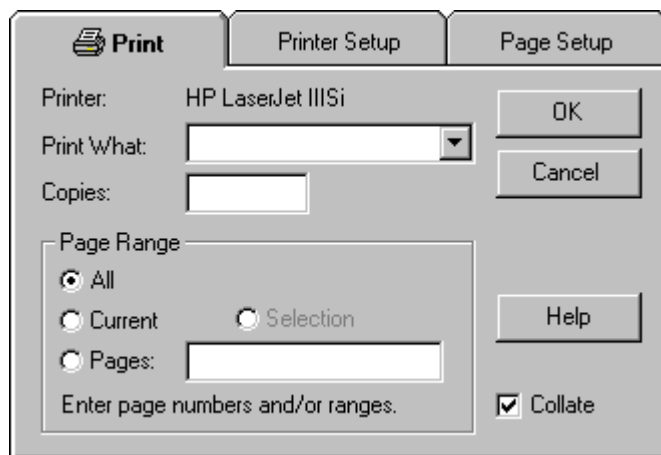 Print
Printer Setup
Page Setup
Printer: HP LaserJet IIISi
OK
Print What:
Cancel
Copies:
Page Range
All
Current Selection
Help
Pages:
Enter page numbers and/or ranges.
Collate